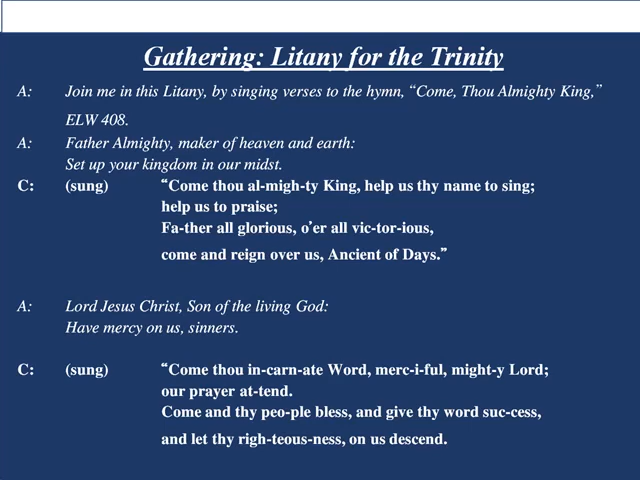 Gathering: Litany for the Trinity
A: Join me in this Litany, by singing verses to the hymn, “Come, Thou Almighty King,”
ELW 408.
A: Father Almighty, maker of heaven and earth:
Set up your kingdom in our midst.
C: (sung) “Come thou al-migh-ty King, help us thy name to sing;
help us to praise;
Fa-ther all glorious, o’er all vic-tor-ious,
come and reign over us, Ancient of Days.”
A: Lord Jesus Christ, Son of the living God:
Have mercy on us, sinners.
C: (sung) “Come thou in-carn-ate Word, merc-i-ful, might-y Lord;
our prayer at-tend.
Come and thy peo-ple bless, and give thy word suc-cess,
and let thy righ-teous-ness, on us descend.